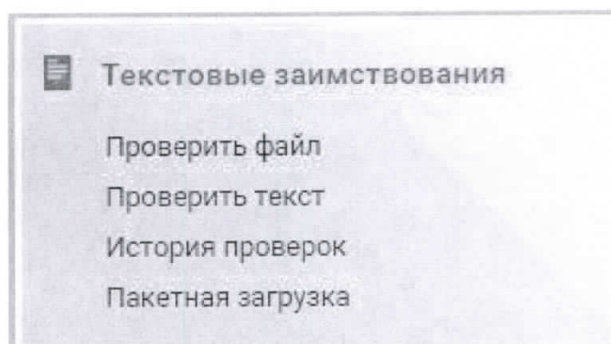 Текстовые заимствования
Проверить файл
Проверить текст
История проверок
Пакетная загрузка